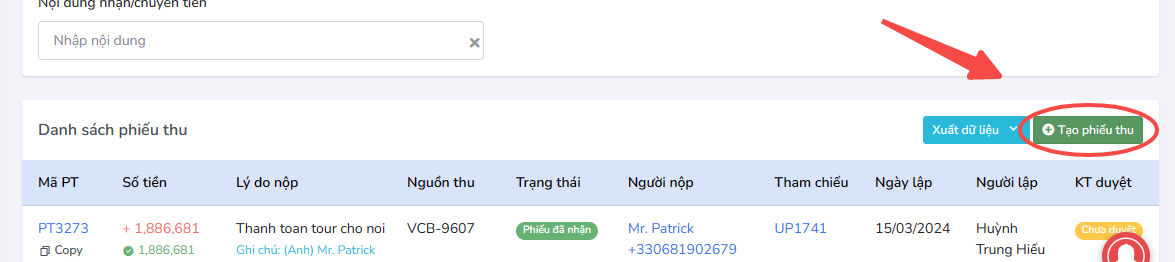 Nội dung nhận/chuyển tiền
Nhập nội dung
Danh sách phiếu thu
Xuất dữ liệu
Tạo phiếu thu
Mã PT Số tiền Lý do nộp Nguồn thu Trạng thái Người nộp Tham chiếu Ngày lập Người lập KT duyệt
PT3273 + 1,886,681 Thanh toan tour cho noi VCB-9607 Phiếu đã nhận Mr. Patrick UP1741 15/03/2024 Huỳnh Chưa duyệt
Copy 1,886,681 Ghi chú: (Anh) Mr. Patrick +330681902679 Trung Hiếu